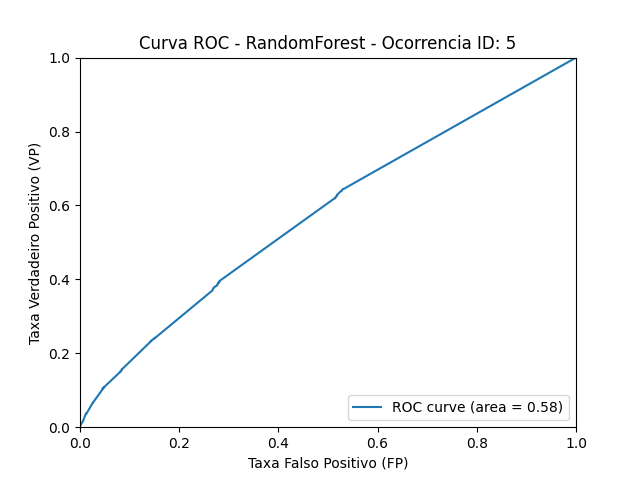 Curva ROC - RandomForest - Ocorrencia ID: 5
1.0
0.8
0.6
0.4
0.2
0.0
Taxa Verdadeiro Positivo (VP)
ROC curve (area = 0.58)
0.0 0.2 0.4 0.6 0.8 1.0
Taxa Falso Positivo (FP)